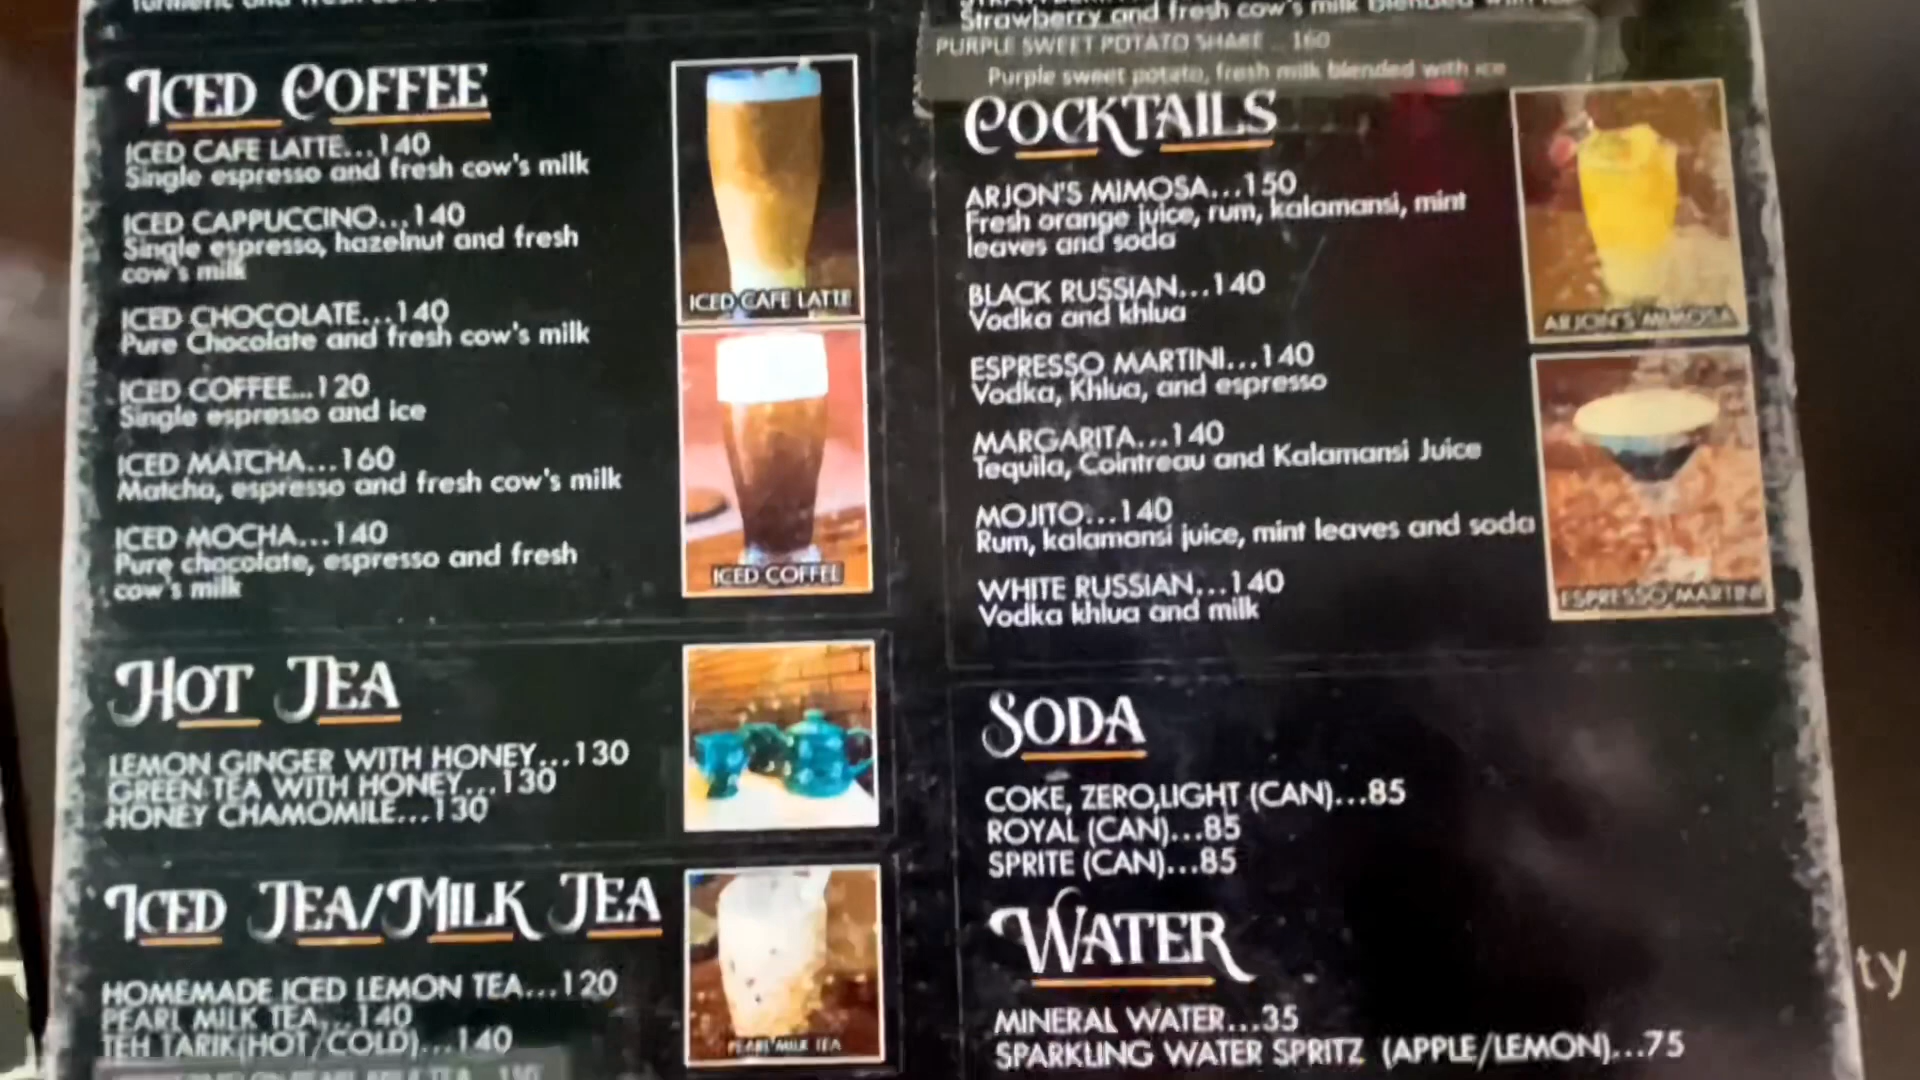 Turmeric and fresh cow's
ICED COFFEE
ICED CAFE LATTE...140
Single espresso and fresh cow's milk
ICED CAPPUCCINO...140
Single espresso, hazelnut and fresh
cow's milk
ICED CHOCOLATE...140
Pure Chocolate and fresh cow's milk
ICED COFFEE...120
Single espresso and ice
ICED MATCHA...160
Matcha, espresso and fresh cow's milk
ICED MOCHA...140
Pure chocolate, espresso and fresh
cow's milk
ICED CAFE LATTE
ICED COFFEE
HOT TEA
LEMON GINGER WITH HONEY...130
GREEN TEA WITH HONEY...130
HONEY CHAMOMILE...130
ICED TEA/MILK TEA
HOMEMADE ICED LEMON TEA...120
PEARL MILK TEA...140
TEH TARIK(HOT/COLD)...140
PEARL MILK TEA
Strawberry and fresh cow's milk blended with
PURPLE SWEET POTATO SHAKE ... 160
Purple sweet potato, fresh milk blended with ice
COCKTAILS
ARJON'S MIMOSA...150
Fresh orange juice, rum, kalamansi, mint
leaves and soda
BLACK RUSSIAN...140
Vodka and khlua
ESPRESSO MARTINI...140
Vodka, Khlua, and espresso
MARGARITA...140
Tequila, Cointreau and Kalamansi Juice
MOJITO...140
Rum, kalamansi juice, mint leaves and soda
WHITE RUSSIAN...140
Vodka khlua and milk
ARJON'S MIMOSA
ESPRESSO MARTINI
SODA
COKE, ZERO,LIGHT (CAN)...85
ROYAL (CAN)...85
SPRITE (CAN)...85
WATER
MINERAL WATER...35
SPARKLING WATER SPRITZ (APPLE/LEMON)...75
ty